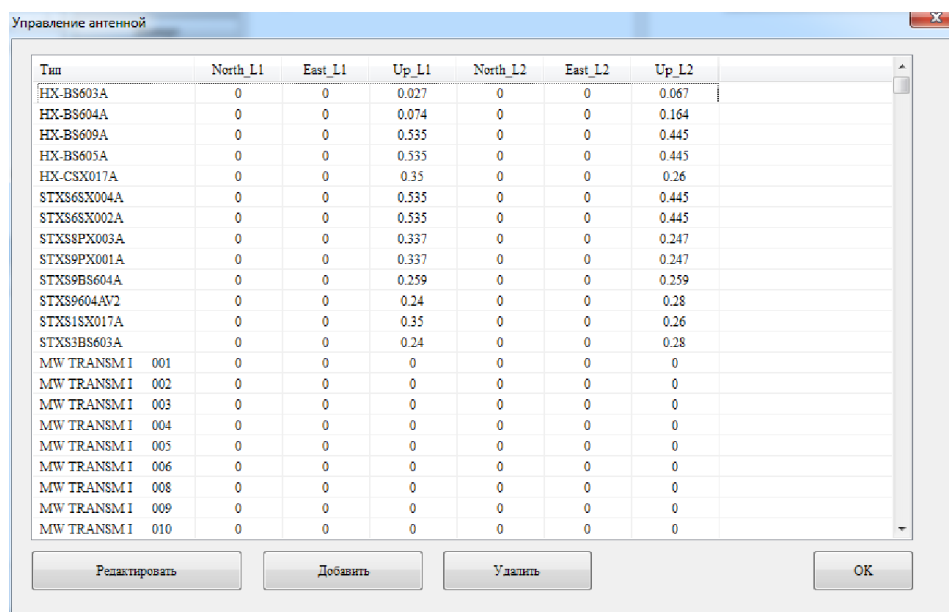 Управление антенной
Тип North_L1 East_L1 Up_L1 North_L2 East_L2 Up_L2
HX-BS603A 0 0 0.027 0 0 0.067
HX-BS604A 0 0 0.074 0 0 0.164
HX-BS609A 0 0 0.535 0 0 0.445
HX-BS605A 0 0 0.535 0 0 0.445
HX-CSX017A 0 0 0.35 0 0 0.26
STXS6SX004A 0 0 0.535 0 0 0.445
STXS6SX002A 0 0 0.535 0 0 0.445
STXS8PX003A 0 0 0.337 0 0 0.247
STXS9PX001A 0 0 0.337 0 0 0.247
STXS9BS604A 0 0 0.259 0 0 0.259
STXS9604AV2 0 0 0.24 0 0 0.28
STXS1SX017A 0 0 0.35 0 0 0.26
STXS3BS603A 0 0 0.24 0 0 0.28
MW TRANSM I 001 0 0 0 0 0 0
MW TRANSM I 002 0 0 0 0 0 0
MW TRANSM I 003 0 0 0 0 0 0
MW TRANSM I 004 0 0 0 0 0 0
MW TRANSM I 005 0 0 0 0 0 0
MW TRANSM I 006 0 0 0 0 0 0
MW TRANSM I 008 0 0 0 0 0 0
MW TRANSM I 009 0 0 0 0 0 0
MW TRANSM I 010 0 0 0 0 0 0
Редактировать Добавить Удалить OK